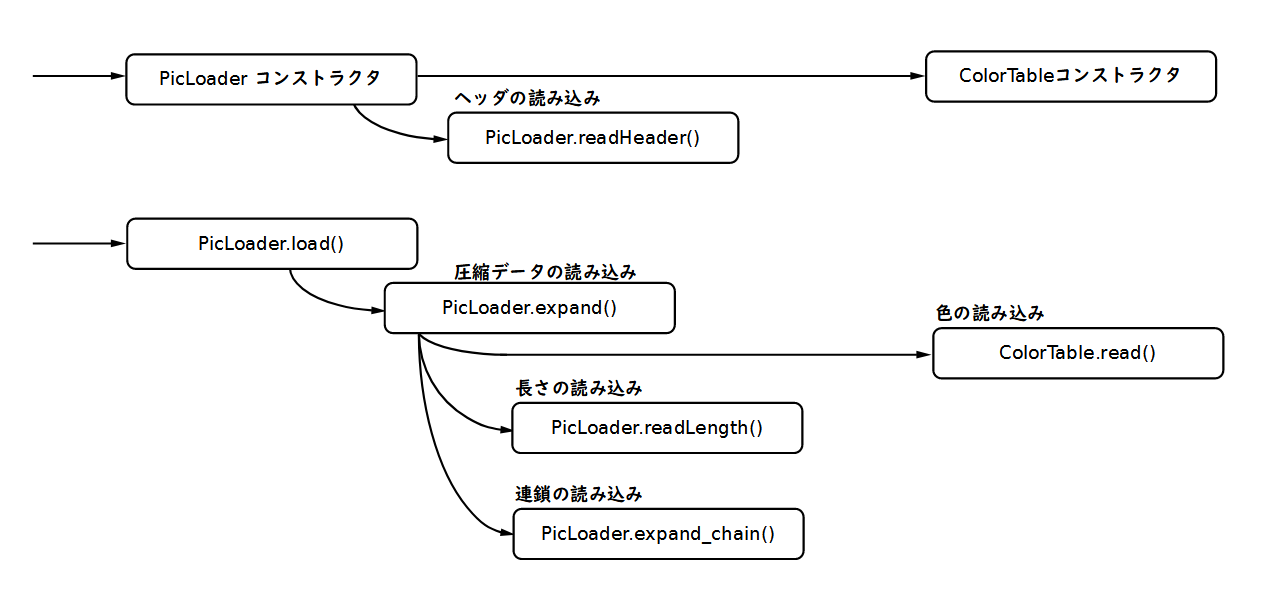 PicLoader コンストラクタ
ColorTableコンストラクタ
ヘッダの読み込み
PicLoader.readHeader()
PicLoader.load()
圧縮データの読み込み
PicLoader.expand()
色の読み込み
ColorTable.read()
長さの読み込み
PicLoader.readLength()
連鎖の読み込み
PicLoader.expand_chain()